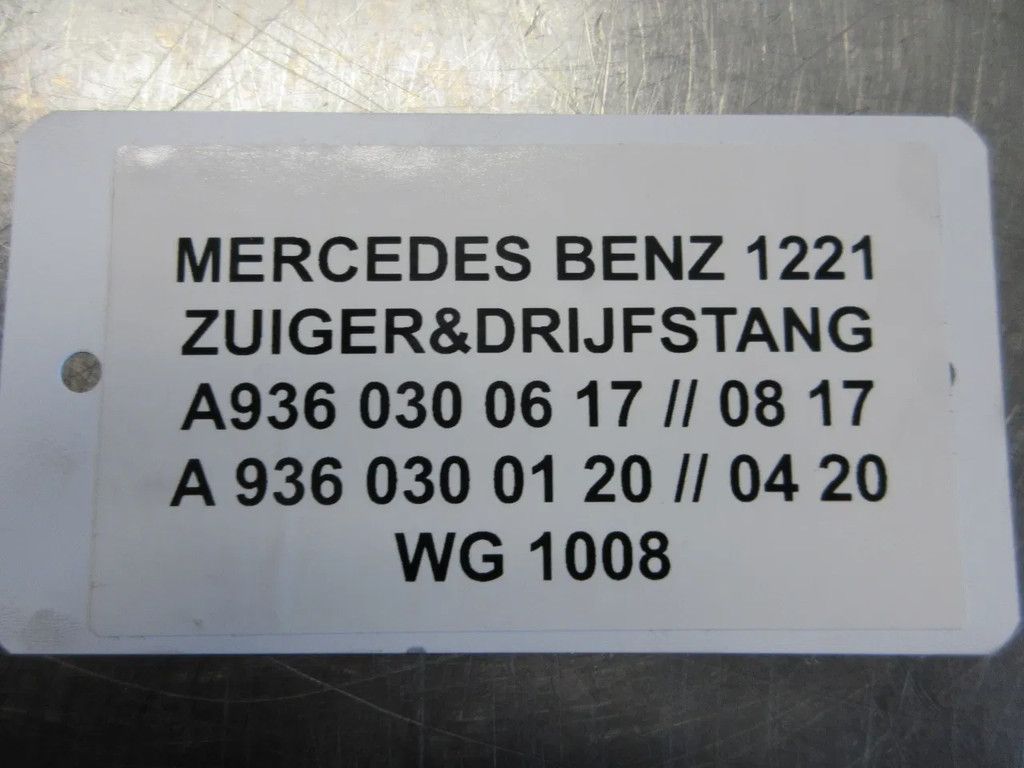 MERCEDES BENZ 1221
ZUIGER&DRIJFSTANG
A936 030 06 17 // 08 17
A 936 030 01 20 // 04 20
WG 1008